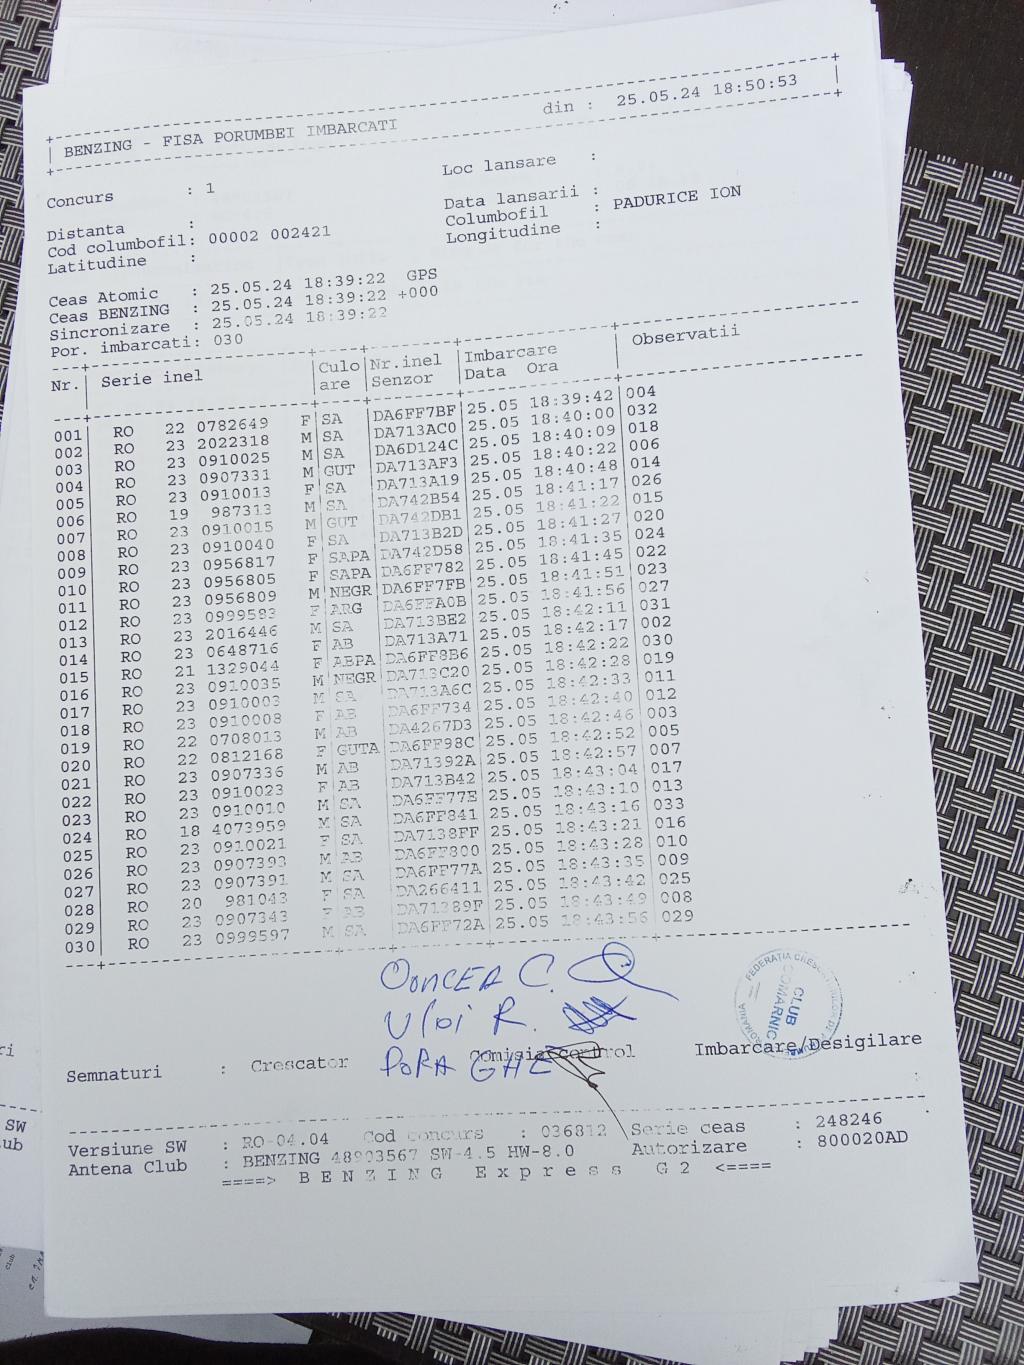 BENZING - FISA PORUMBEI IMBARCATI din : 25.05.24 18:50:53
Concurs : 1 Loc lansare :
Distanta : Data lansarii :
Cod columbofil: 00002 002421 Columbofil : PADURICE ION
Latitudine : Longitudine :
Ceas Atomic : 25.05.24 18:39:22 GPS
Ceas BENZING : 25.05.24 18:39:22 +000
Sincronizare : 25.05.24 18:39:22
Por. imbarcati: 030
Nr. Serie inel Culo Nr.inel Imbarcare Observatii
are Senzor Data Ora
001 RO 22 0782649 F SA DA6FF7BF 25.05 18:39:42 004
002 RO 23 2022318 M SA DA713AC0 25.05 18:40:00 032
003 RO 23 0910025 M SA DA6D124C 25.05 18:40:09 018
004 RO 23 0907331 M GUT DA713AF3 25.05 18:40:22 006
005 RO 23 0910013 F SA DA713A19 25.05 18:40:48 014
006 RO 19 987313 M SA DA742B54 25.05 18:41:17 026
007 RO 23 0910015 M GUT DA742DB1 25.05 18:41:22 015
008 RO 23 0910040 F SA DA713B2D 25.05 18:41:27 020
009 RO 23 0956817 F SAPA DA742D58 25.05 18:41:35 024
010 RO 23 0956805 F SAPA DA6FF782 25.05 18:41:45 022
011 RO 23 0956809 M NEGR DA6FF7FB 25.05 18:41:51 023
012 RO 23 0999583 F ARG DA6FFA0B 25.05 18:41:56 027
013 RO 23 2016446 M SA DA713BE2 25.05 18:42:11 031
014 RO 23 0648716 F AB DA713A71 25.05 18:42:17 002
015 RO 21 1329044 F ABPA DA6FF8B6 25.05 18:42:22 030
016 RO 23 0910035 M NEGR DA713C20 25.05 18:42:28 019
017 RO 23 0910003 M SA DA713A6C 25.05 18:42:33 011
018 RO 23 0910008 F AB DA6FF734 25.05 18:42:40 012
019 RO 22 0708013 M AB DA4267D3 25.05 18:42:46 003
020 RO 22 0812168 F GUTA DA6FF98C 25.05 18:42:52 005
021 RO 23 0907336 M AB DA71392A 25.05 18:42:57 007
022 RO 23 0910023 F AB DA713B42 25.05 18:43:04 017
023 RO 23 0910010 M SA DA6FF77E 25.05 18:43:10 013
024 RO 18 4073959 M SA DA6FF841 25.05 18:43:16 033
025 RO 23 0910021 F SA DA7138FF 25.05 18:43:21 016
026 RO 23 0907393 M AB DA6FF800 25.05 18:43:28 010
027 RO 23 0907391 M SA DA6FF77A 25.05 18:43:35 009
028 RO 20 981043 F SA DA266411 25.05 18:43:42 025
029 RO 23 0907343 F AB DA71389F 25.05 18:43:49 008
030 RO 23 0999597 M SA DA6FF72A 25.05 18:43:56 029
OONCEA C.
Uloi R.
POPA GHE
CLUB
COMARNIC
ROMANIA
Semnaturi : Crescator Comisia control Imbarcare/Desigilare
Versiune SW : RO-04.04 Cod concurs : 036812 Serie ceas : 248246
Antena Club : BENZING 48903567 SW-4.5 HW-8.0 Autorizare : 800020AD
====> B E N Z I N G E x p r e s s G 2 <====
SW